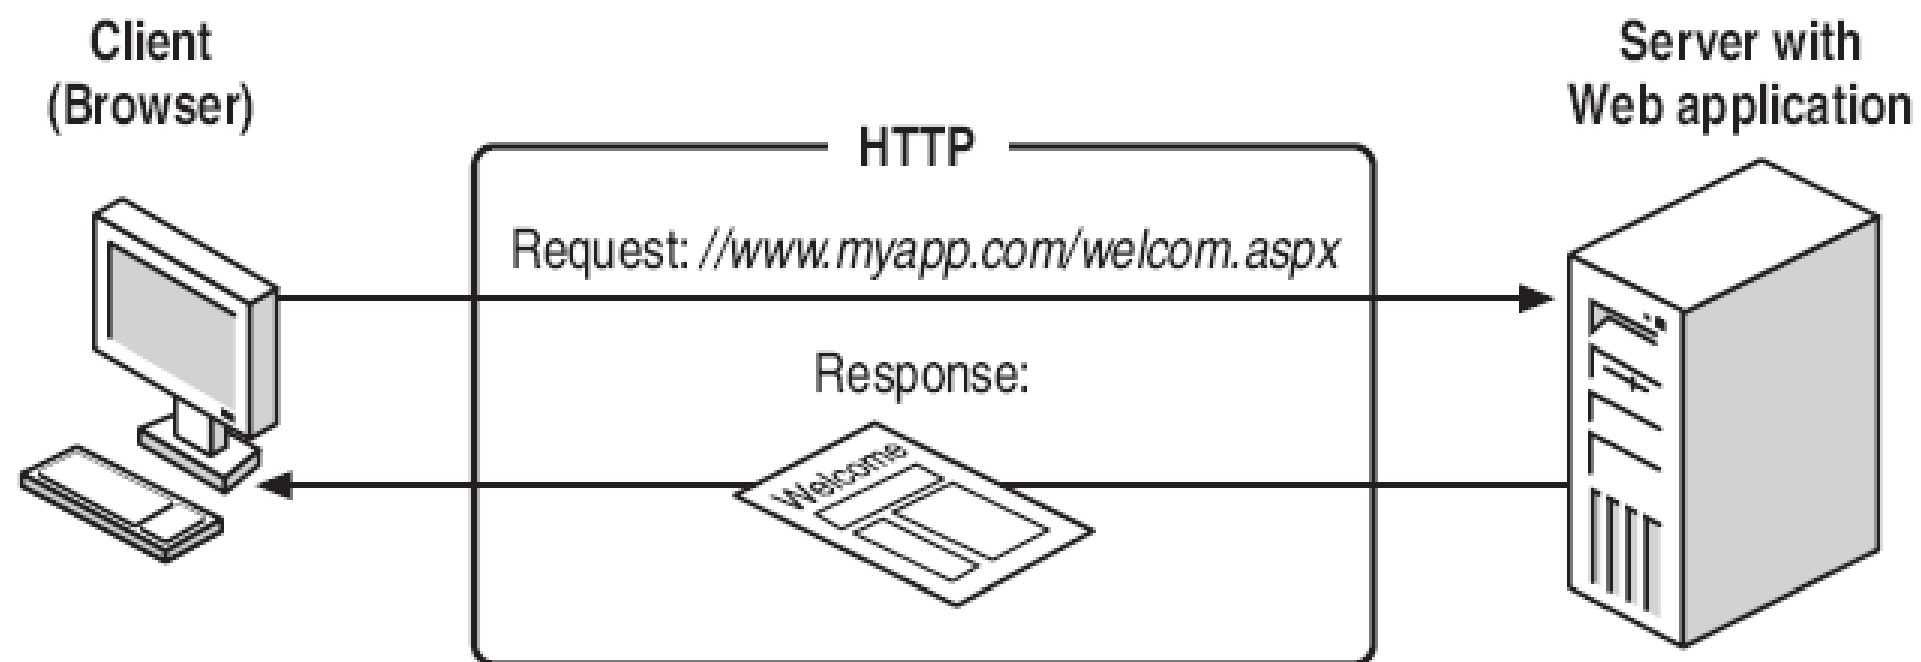 Client
(Browser)
Server with
Web application
HTTP
Request: //www.myapp.com/welcom.aspx
Response:
Welcome